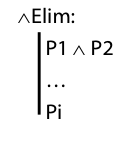 ∧Elim:
P1 ∧ P2
…
Pi